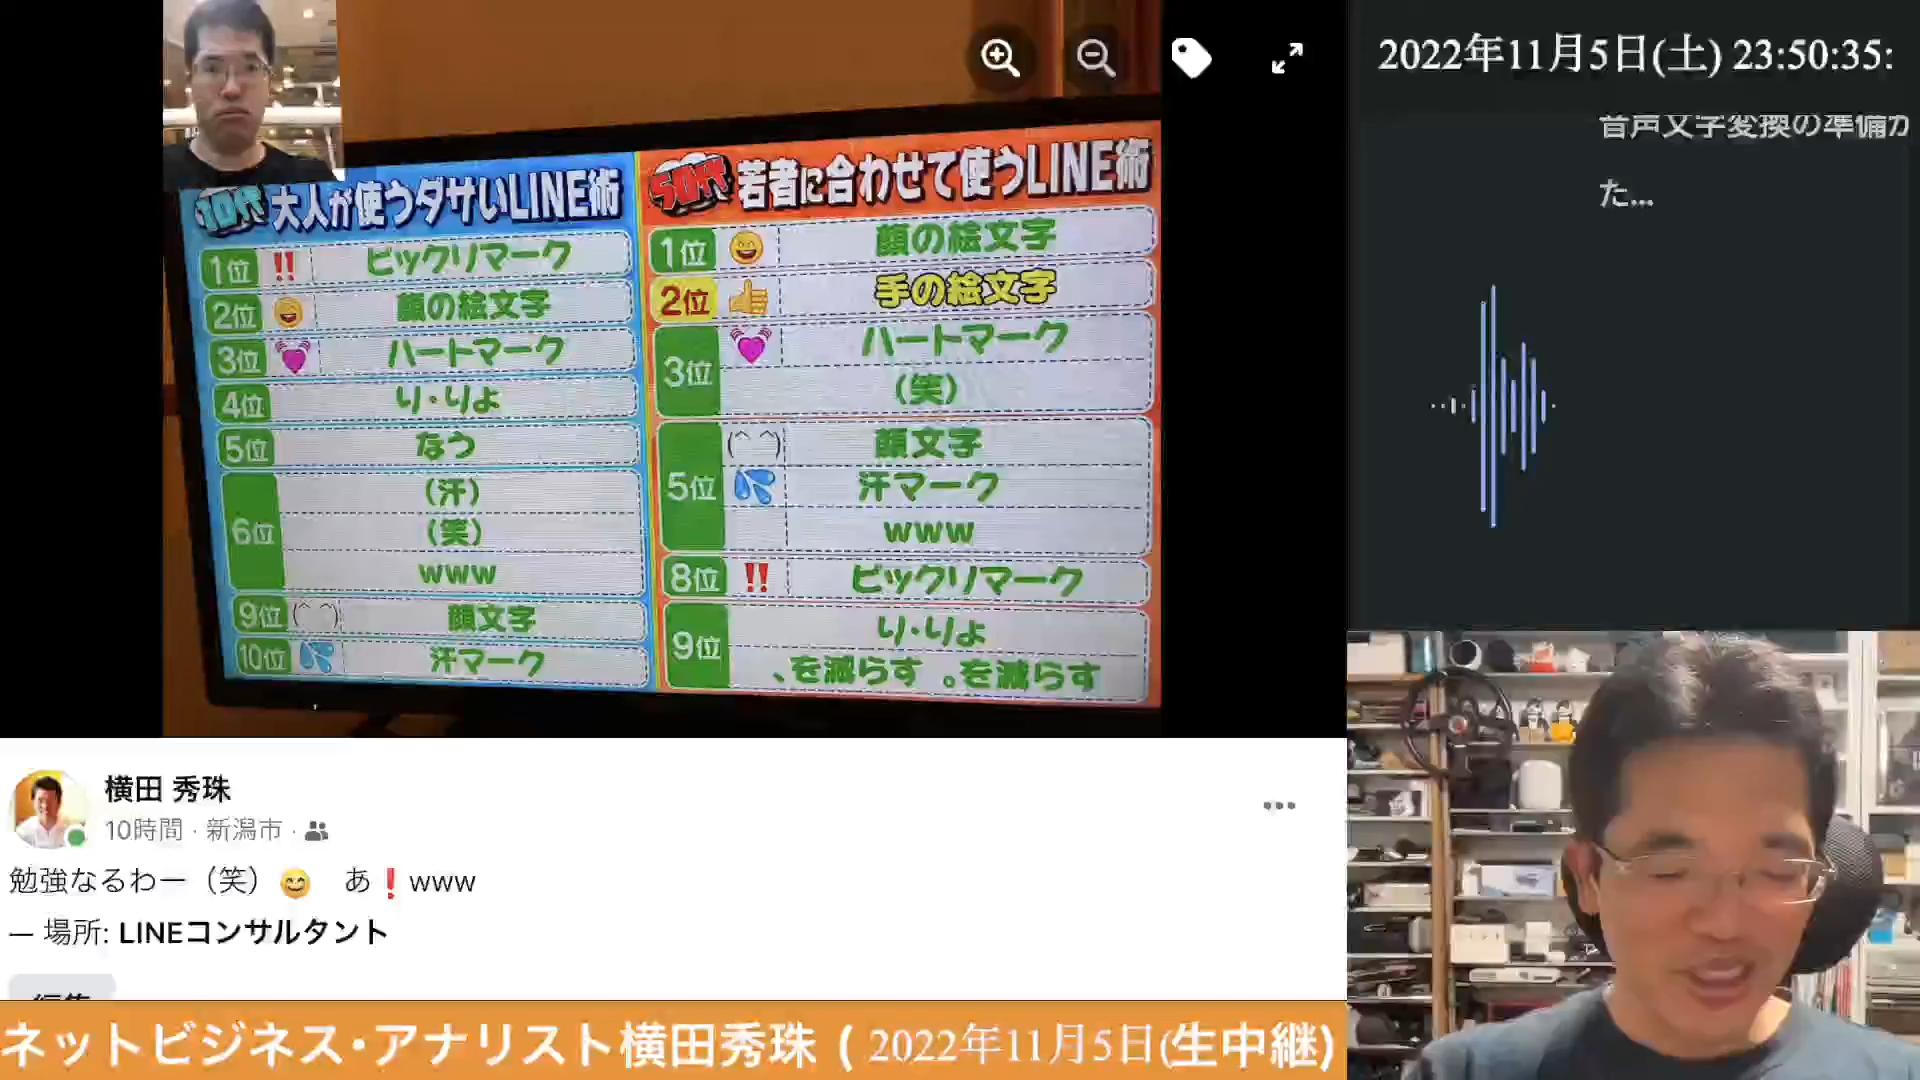 2022年11月5日(土) 23:50:35:
音声文字変換の準備が
た...
10代 大人が使うダサいLINE術
1位 ‼ ビックリマーク
2位 顔の絵文字
3位 ハートマーク
4位 り・りょ
5位 なう
6位 (汗)
(笑)
www
9位 (^_^) 顔文字
10位 汗マーク
50代 若者に合わせて使うLINE術
1位 顔の絵文字
2位 手の絵文字
3位 ハートマーク
(笑)
5位 (^_^) 顔文字
汗マーク
www
8位 ‼ ビックリマーク
9位 り・りょ
、を減らす 。を減らす
横田 秀珠
10時間 · 新潟市 ·
勉強なるわー（笑）😄 あ❗www
— 場所: LINEコンサルタント
編集
ネットビジネス・アナリスト横田秀珠 ( 2022年11月5日(生中継)